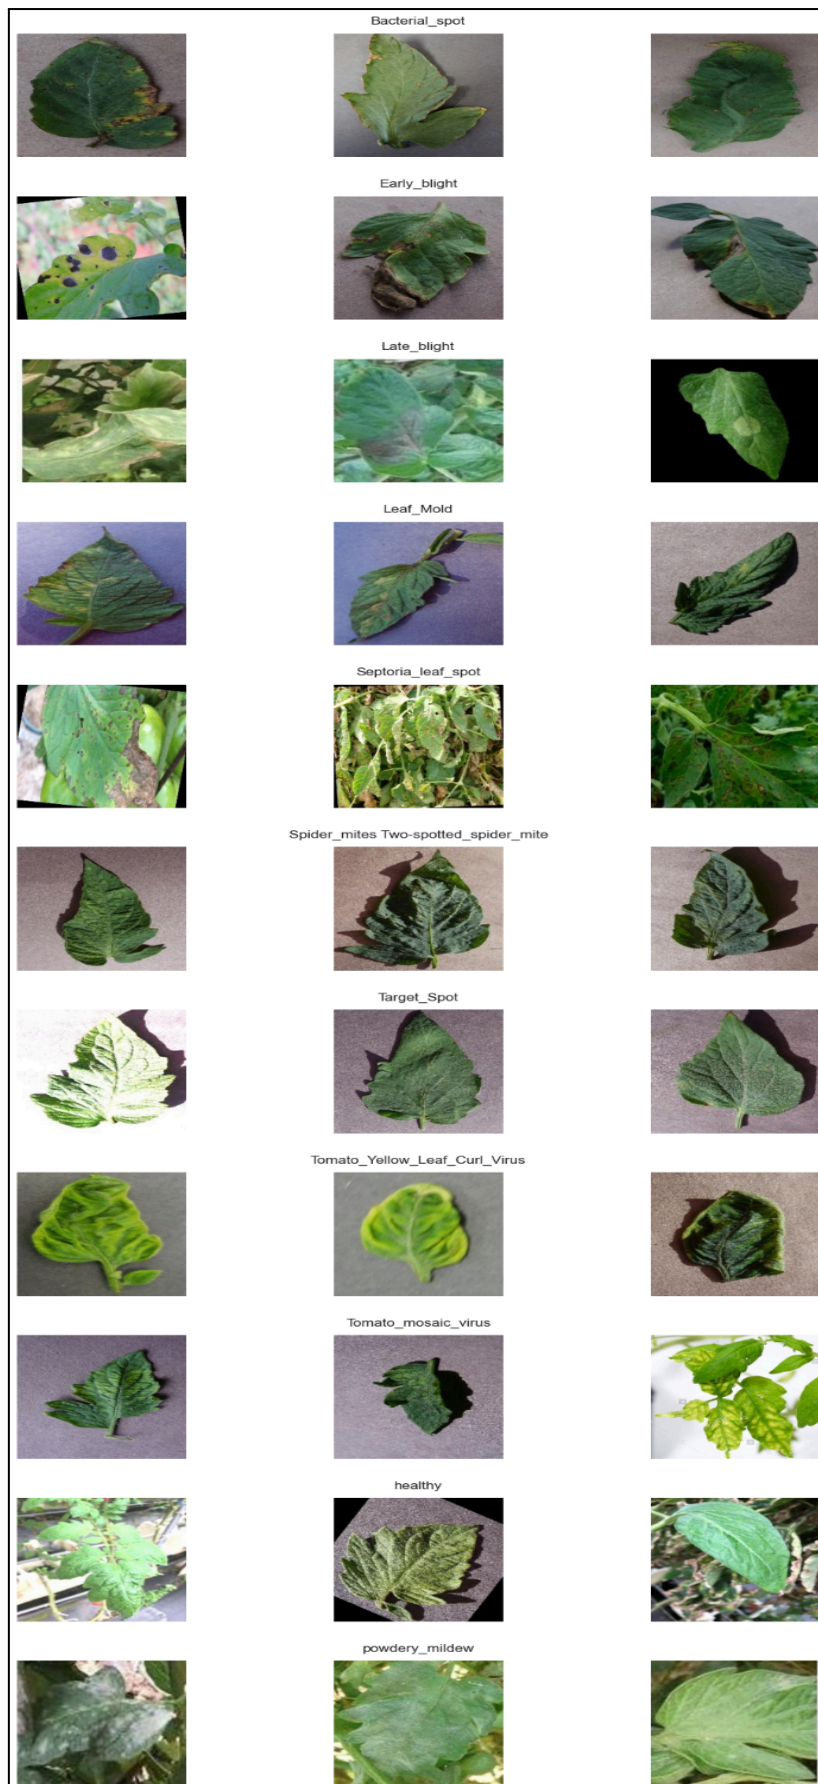 Bacterial_spot
Early_blight
Late_blight
Leaf_Mold
Septoria_leaf_spot
Spider_mites Two-spotted_spider_mite
Target_Spot
Tomato_Yellow_Leaf_Curl_Virus
Tomato_mosaic_virus
healthy
powdery_mildew